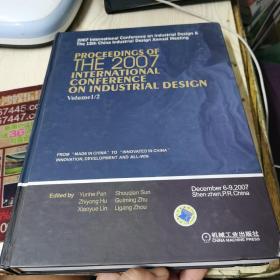 2007 International Conference on Industrial Design &
The 12th China Industrial Design Annual Meeting
PROCEEDINGS OF
THE 2007
INTERNATIONAL
CONFERENCE
ON INDUSTRIAL DESIGN
Volume1/2
FROM "MADE IN CHINA" TO "INNOVATED IN CHINA":
INNOVATION, DEVELOPMENT AND ALL-WIN
December 6-9,2007
Shen zhen,P.R.China
Edited by Yunhe Pan Shouqian Sun
Zhiyong Hu Guiming Zhu
Xiaoyue Lin Ligang Zhou
机械工业出版社
CHINA MACHINE PRESS